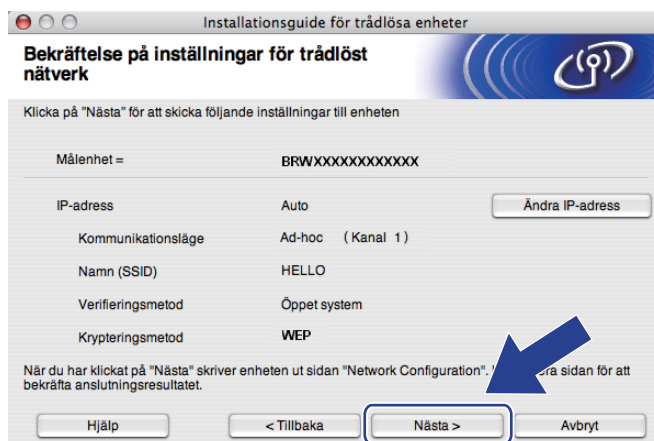 Installationsguide för trådlösa enheter
Bekräftelse på inställningar för trådlöst
nätverk
Klicka på "Nästa" för att skicka följande inställningar till enheten
Målenhet = BRWXXXXXXXXXXXX
IP-adress Auto Ändra IP-adress
Kommunikationsläge Ad-hoc (Kanal 1)
Namn (SSID) HELLO
Verifieringsmetod Öppet system
Krypteringsmetod WEP
När du har klickat på "Nästa" skriver enheten ut sidan "Network Configuration". sidan för att
bekräfta anslutningsresultatet.
Hjälp < Tillbaka Nästa > Avbryt